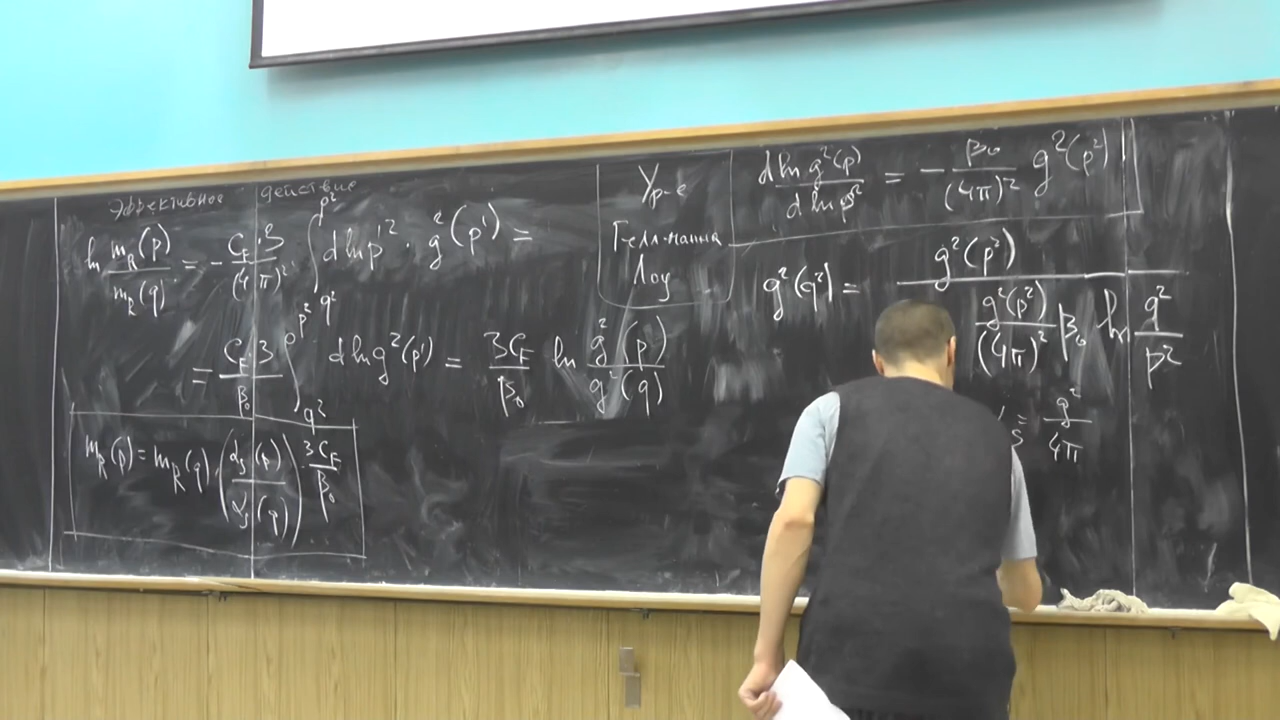 Эффективное действие
ln m_R(p)/m_R(q) = - C_F·3/(4π)² ∫_{q²}^{p²} d ln p'² · g²(p') =
= C_F·3/β₀ ∫_{q²}^{p²} d ln g²(p') = 3C_F/β₀ ln g²(p)/g²(q)
m_R(p) = m_R(q) · (α_s(p)/α_s(q))^{3C_F/β₀}
Ур-е
Гелл-манна
Лоу
d ln g²(p)/d ln p² = - β₀/(4π)² g²(p²)
g²(q²) = g²(p²)/ g²(p²)/(4π)² β₀ ln q²/p²
s = g²/4π